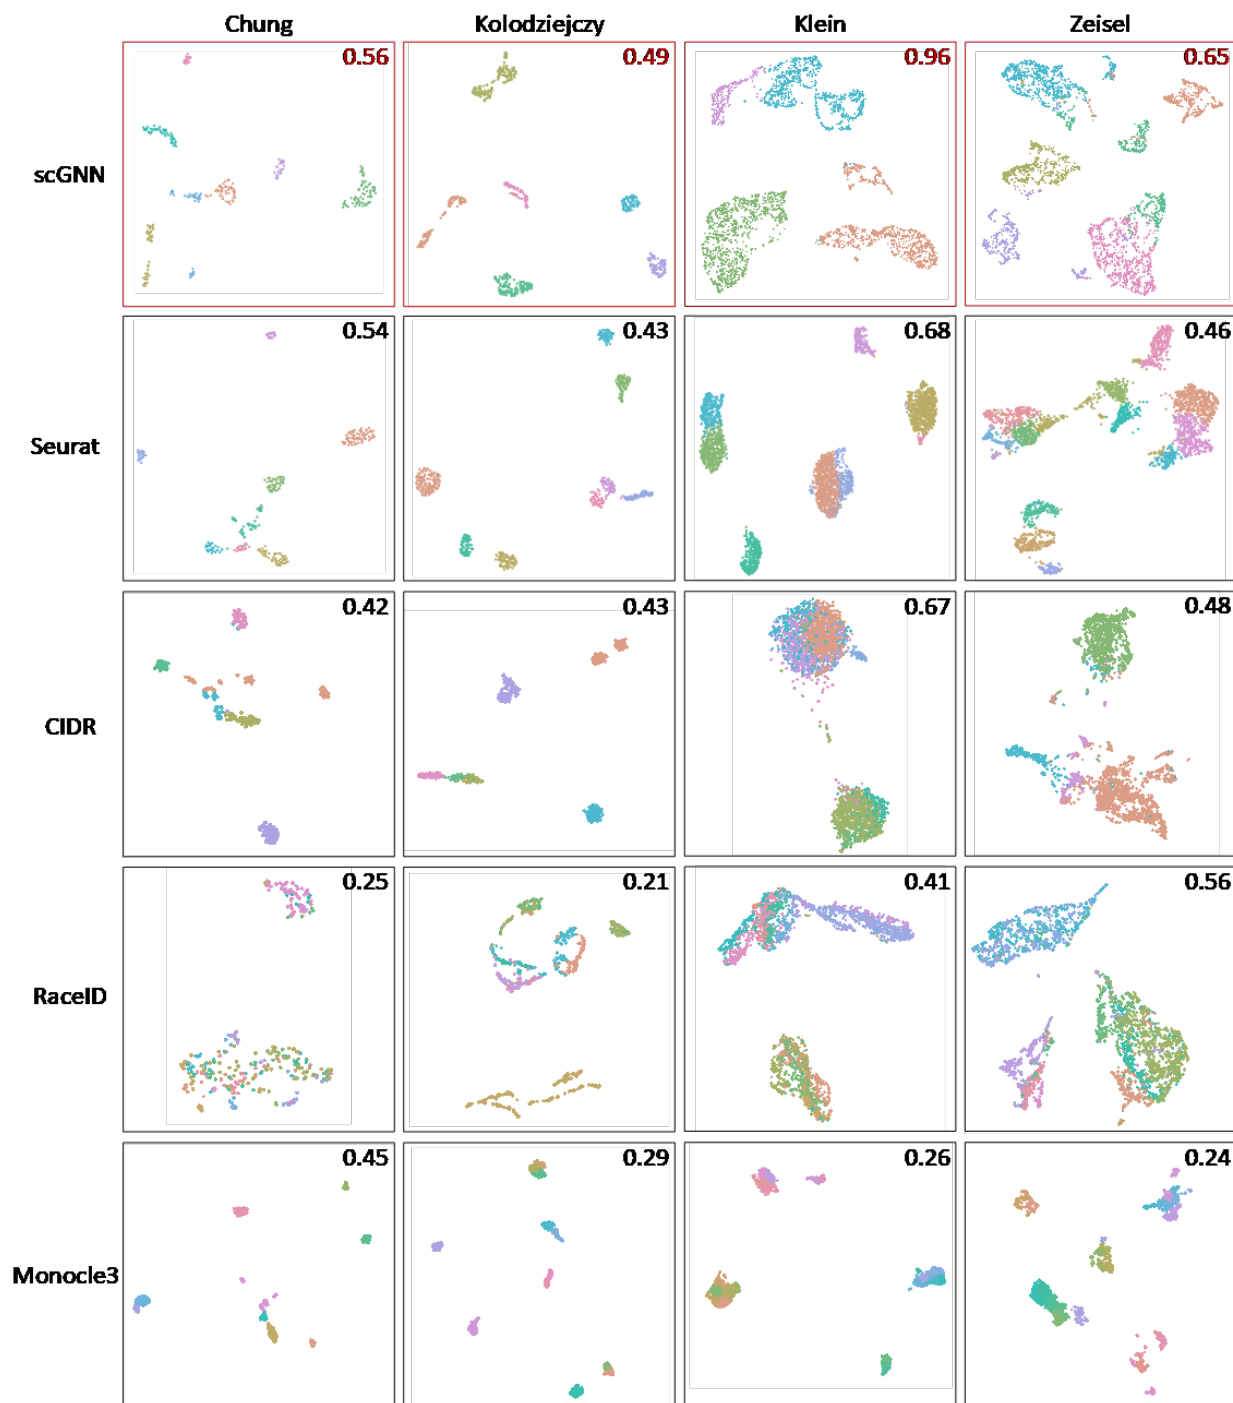 Chung Kolodziejczy Klein Zeisel
scGNN 0.56 0.49 0.96 0.65
Seurat 0.54 0.43 0.68 0.46
CIDR 0.42 0.43 0.67 0.48
RaceID 0.25 0.21 0.41 0.56
Monocle3 0.45 0.29 0.26 0.24